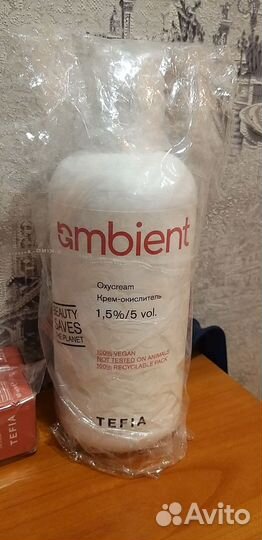 ambient
Oxycream
Крем-окислитель
1,5%/5 vol.
BEAUTY
SAVES
THE PLANET
100% VEGAN
NOT TESTED ON ANIMALS
100% RECYCLABLE PACK
TEFIA
TEFIA
Avito